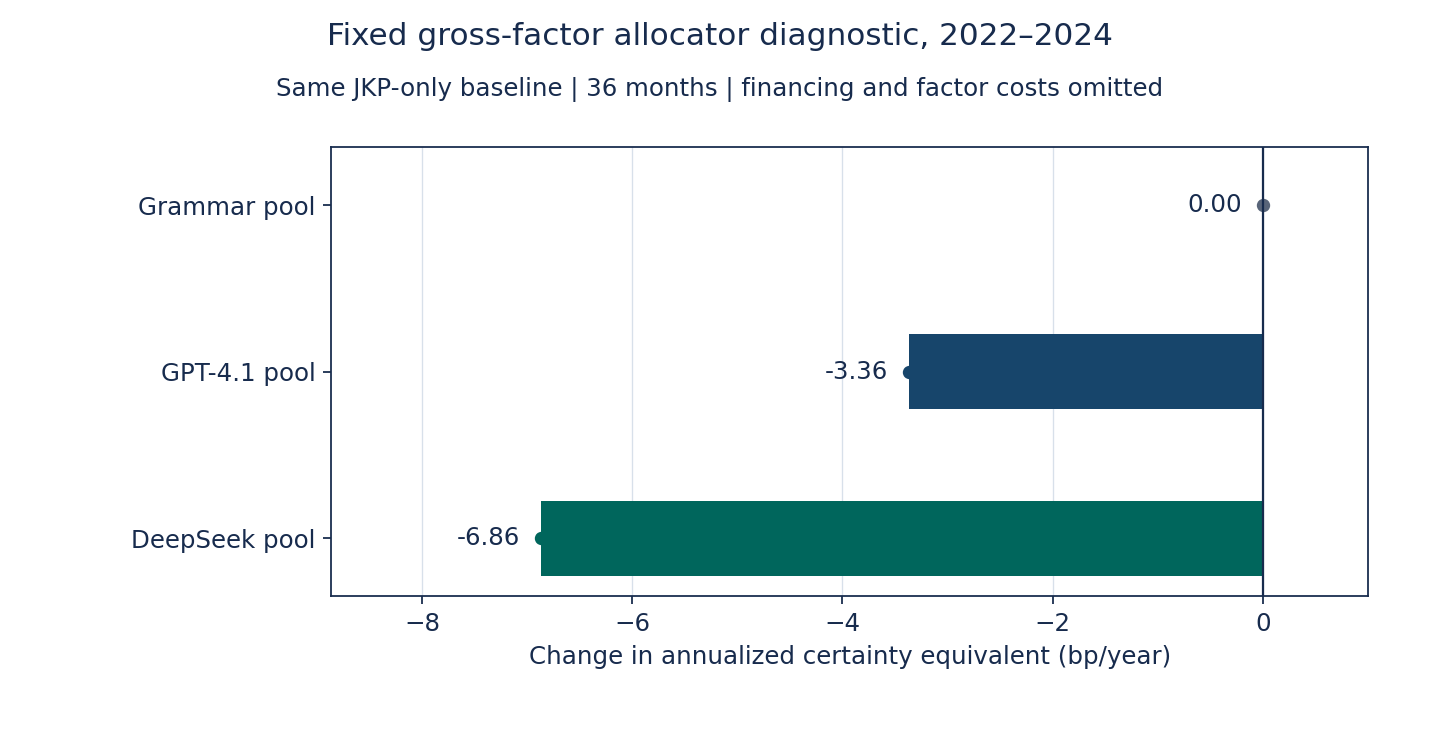 Fixed gross-factor allocator diagnostic, 2022–2024
Same JKP-only baseline | 36 months | financing and factor costs omitted
Grammar pool
0.00
GPT-4.1 pool
-3.36
DeepSeek pool
-6.86
−8 −6 −4 −2 0
Change in annualized certainty equivalent (bp/year)